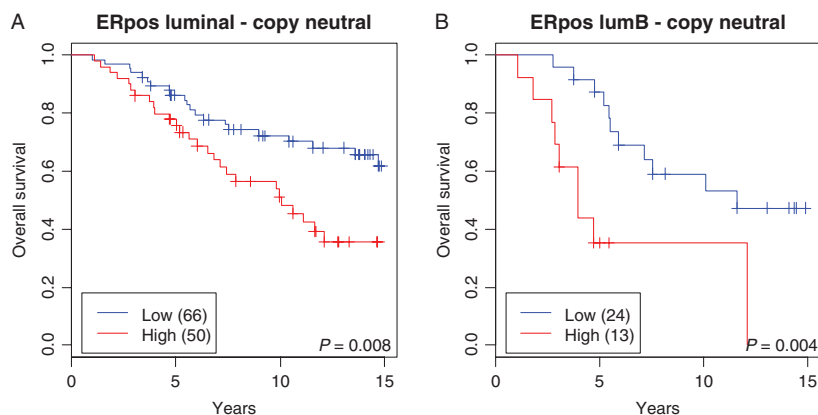 A
ERpos luminal - copy neutral
Overall survival
1.0
0.8
0.6
0.4
0.2
0.0
Low (66)
High (50)
P = 0.008
0 5 10 15
Years
B
ERpos lumB - copy neutral
Overall survival
1.0
0.8
0.6
0.4
0.2
0.0
Low (24)
High (13)
P = 0.004
0 5 10 15
Years